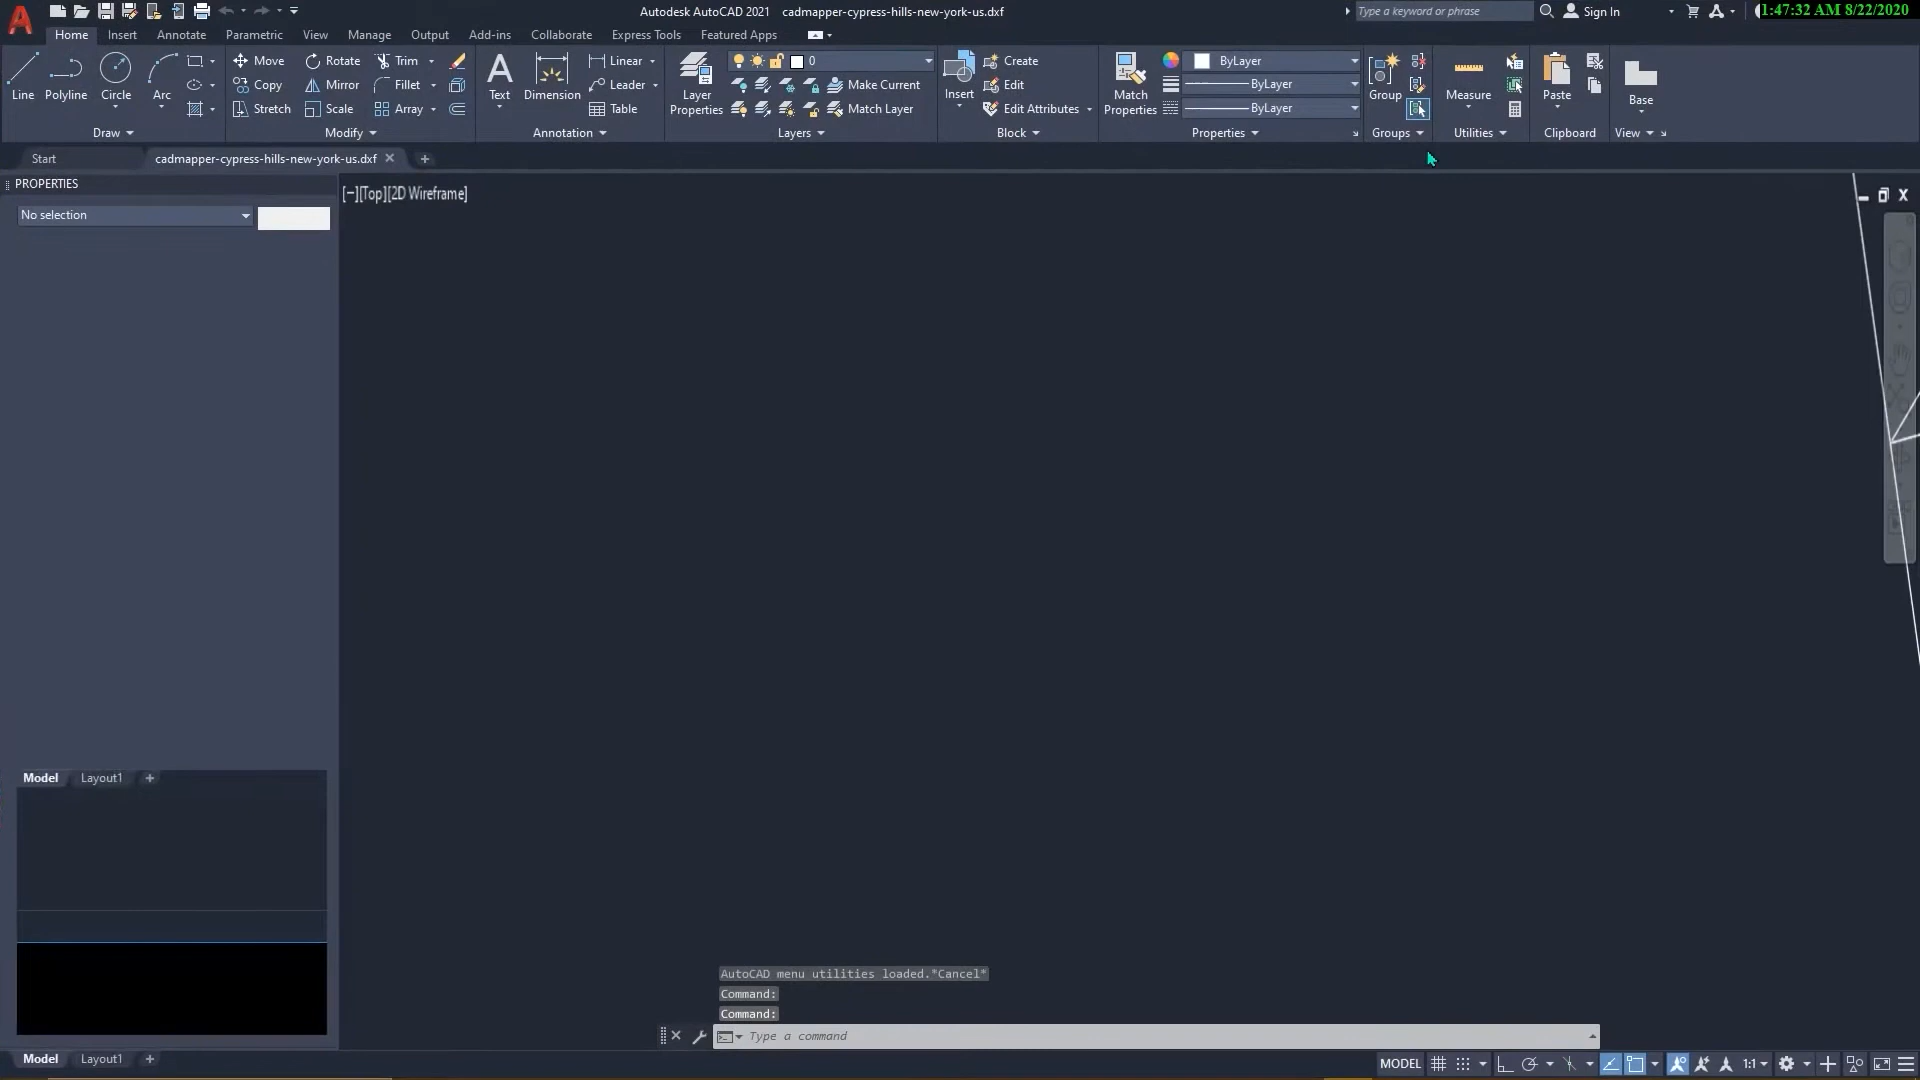 Autodesk AutoCAD 2021 cadmapper-cypress-hills-new-york-us.dxf
Type a keyword or phrase
Sign In
1:47:32 AM 8/22/2020
Home Insert Annotate Parametric View Manage Output Add-ins Collaborate Express Tools Featured Apps
Line
Polyline
Circle
Arc
Draw
Move
Rotate
Trim
Copy
Mirror
Fillet
Stretch
Scale
Array
Modify
Text
Dimension
Linear
Leader
Table
Annotation
Layer
Properties
0
Make Current
Match Layer
Layers
Insert
Create
Edit
Edit Attributes
Block
Match
Properties
ByLayer
ByLayer
ByLayer
Properties
Group
Groups
Measure
Utilities
Paste
Clipboard
Base
View
Start
cadmapper-cypress-hills-new-york-us.dxf
PROPERTIES
No selection
[−][Top][2D Wireframe]
Model Layout1
AutoCAD menu utilities loaded.*Cancel*
Command:
Command:
Type a command
Model Layout1
MODEL
1:1